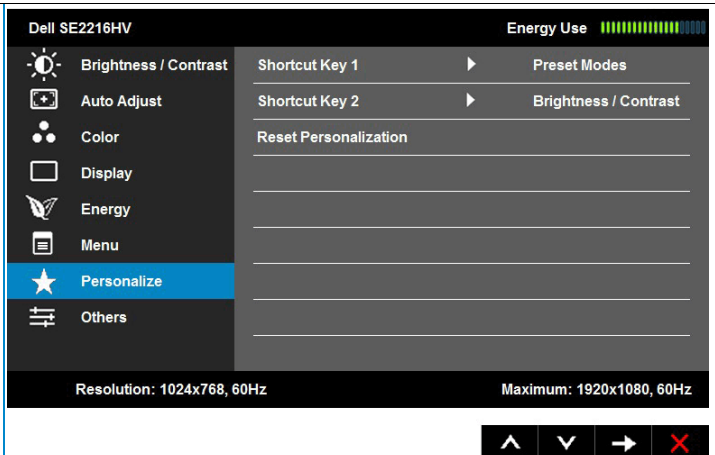 Dell SE2216HV Energy Use
Brightness / Contrast Shortcut Key 1 Preset Modes
Auto Adjust Shortcut Key 2 Brightness / Contrast
Color Reset Personalization
Display
Energy
Menu
Personalize
Others
Resolution: 1024x768, 60Hz Maximum: 1920x1080, 60Hz